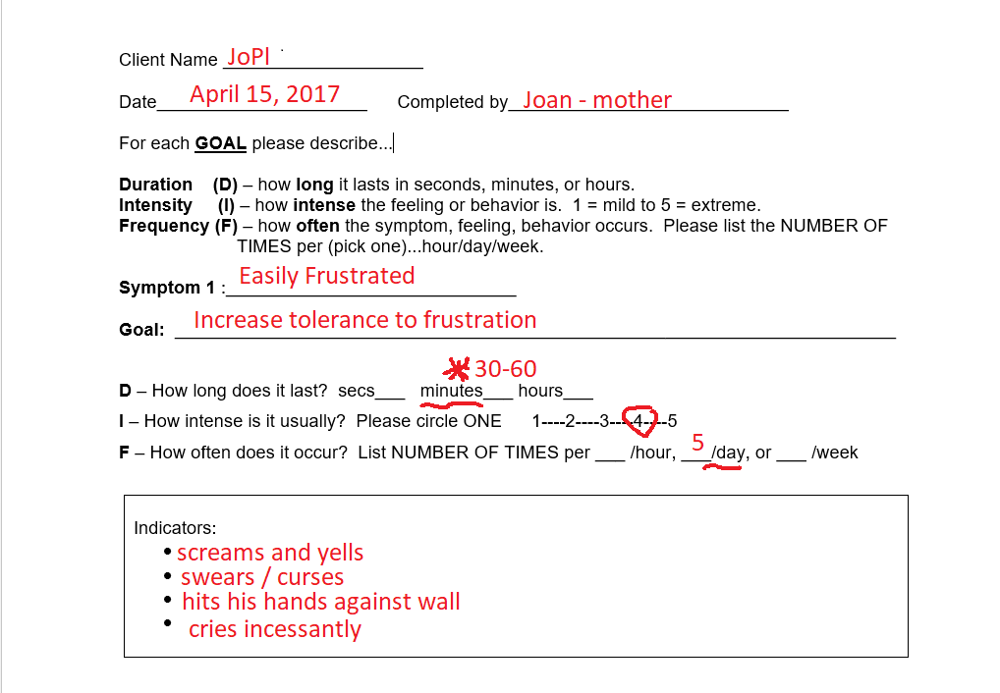 Client Name JoPl
Date April 15, 2017 Completed by Joan - mother
For each GOAL please describe...
Duration (D) – how long it lasts in seconds, minutes, or hours.
Intensity (I) – how intense the feeling or behavior is. 1 = mild to 5 = extreme.
Frequency (F) – how often the symptom, feeling, behavior occurs. Please list the NUMBER OF
TIMES per (pick one)...hour/day/week.
Symptom 1 : Easily Frustrated
Goal: Increase tolerance to frustration
30-60
D – How long does it last? secs___ minutes___ hours___
I – How intense is it usually? Please circle ONE 1----2----3----4----5
F – How often does it occur? List NUMBER OF TIMES per ___ /hour, 5 /day, or ___ /week
Indicators:
• screams and yells
• swears / curses
• hits his hands against wall
• cries incessantly